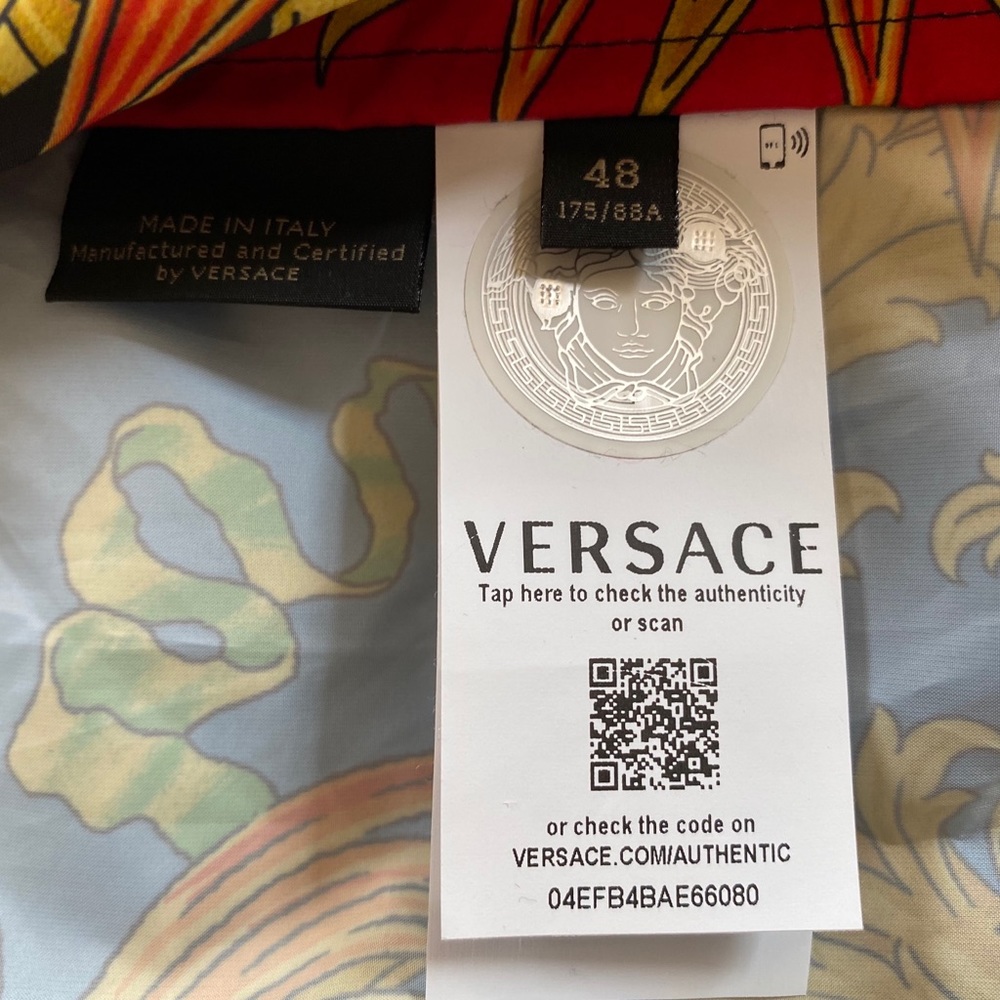 MADE IN ITALY
Manufactured and Certified
by VERSACE
48
175/88A
VERSACE
Tap here to check the authenticity
or scan
or check the code on
VERSACE.COM/AUTHENTIC
04EFB4BAE66080